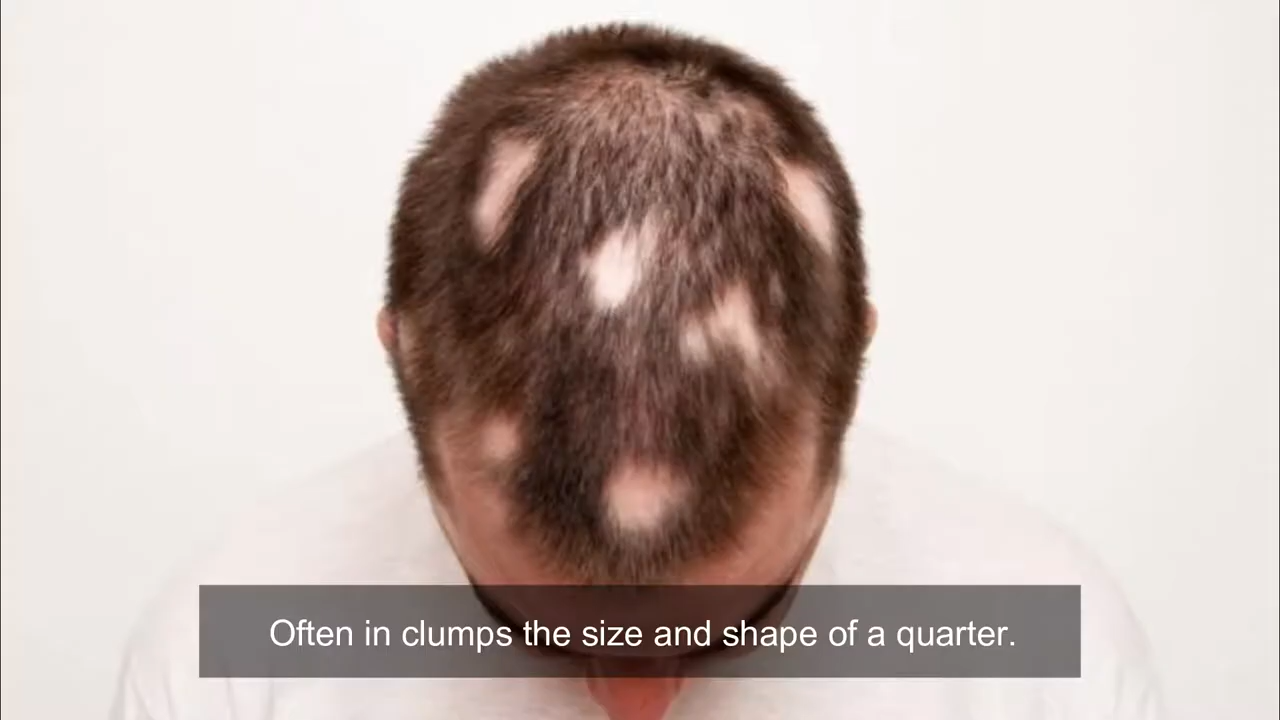 Often in clumps the size and shape of a quarter.